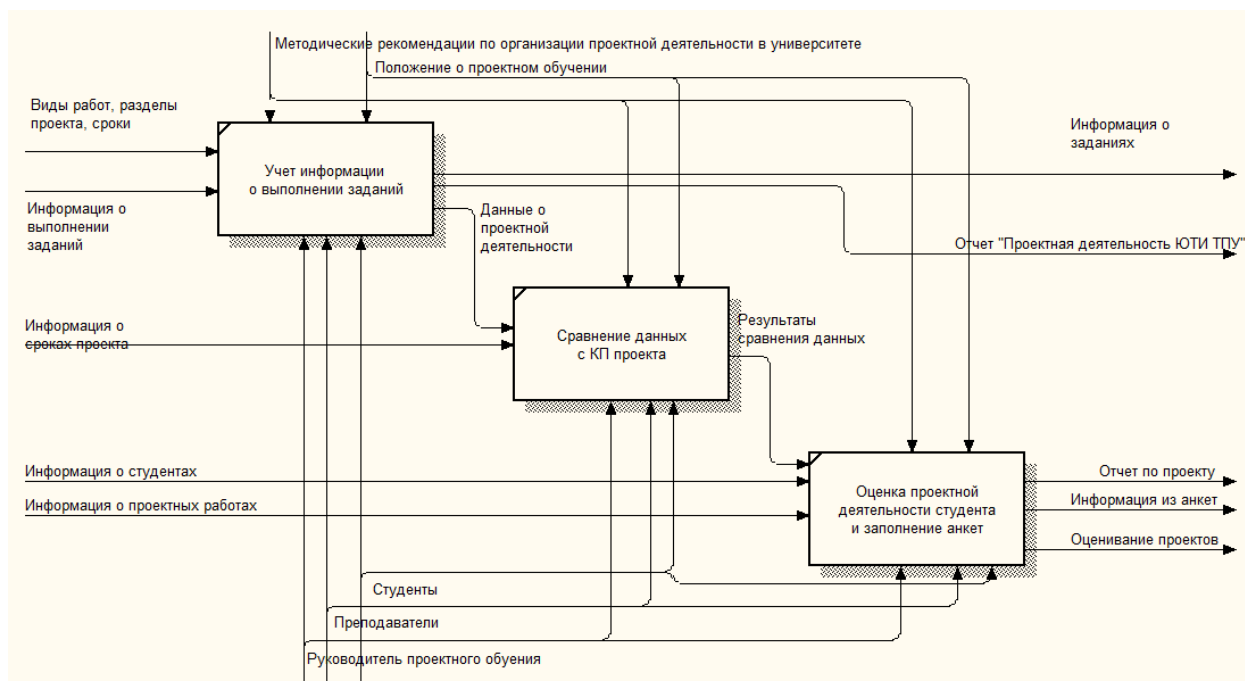 Методические рекомендации по организации проектной деятельности в университете
Положение о проектном обучении
Виды работ, разделы
проекта, сроки
Информация о
заданиях
Учет информации
о выполнении заданий
Информация о
выполнении
заданий
Данные о
проектной
деятельности
Отчет "Проектная деятельность ЮТИ ТПУ"
Информация о
сроках проекта
Сравнение данных
с КП проекта
Результаты
сравнения данных
Информация о студентах
Информация о проектных работах
Оценка проектной
деятельности студента
и заполнение анкет
Отчет по проекту
Информация из анкет
Оценивание проектов
Студенты
Преподаватели
Руководитель проектного обуения